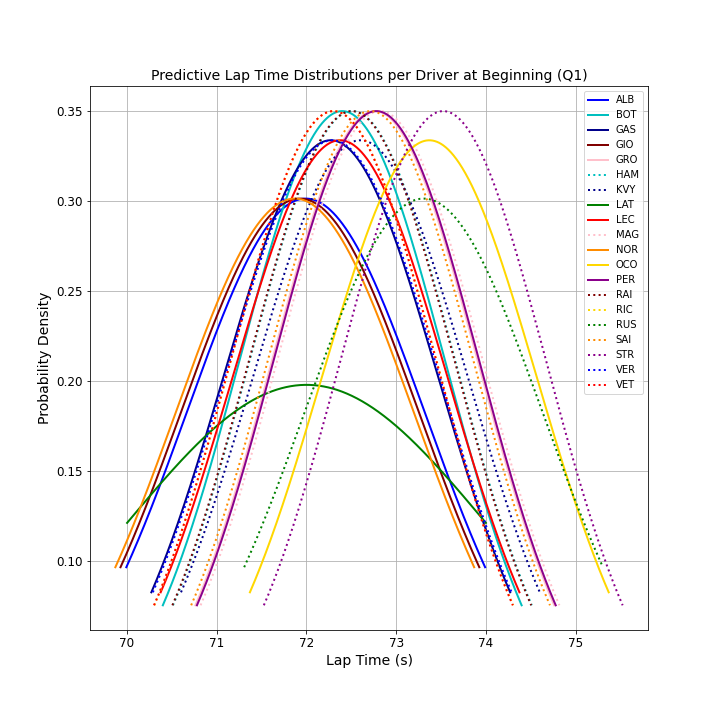 Predictive Lap Time Distributions per Driver at Beginning (Q1)
ALB
BOT
GAS
GIO
GRO
HAM
KVY
LAT
LEC
MAG
NOR
OCO
PER
RAI
RIC
RUS
SAI
STR
VER
VET
Probability Density
0.35
0.30
0.25
0.20
0.15
0.10
70 71 72 73 74 75
Lap Time (s)